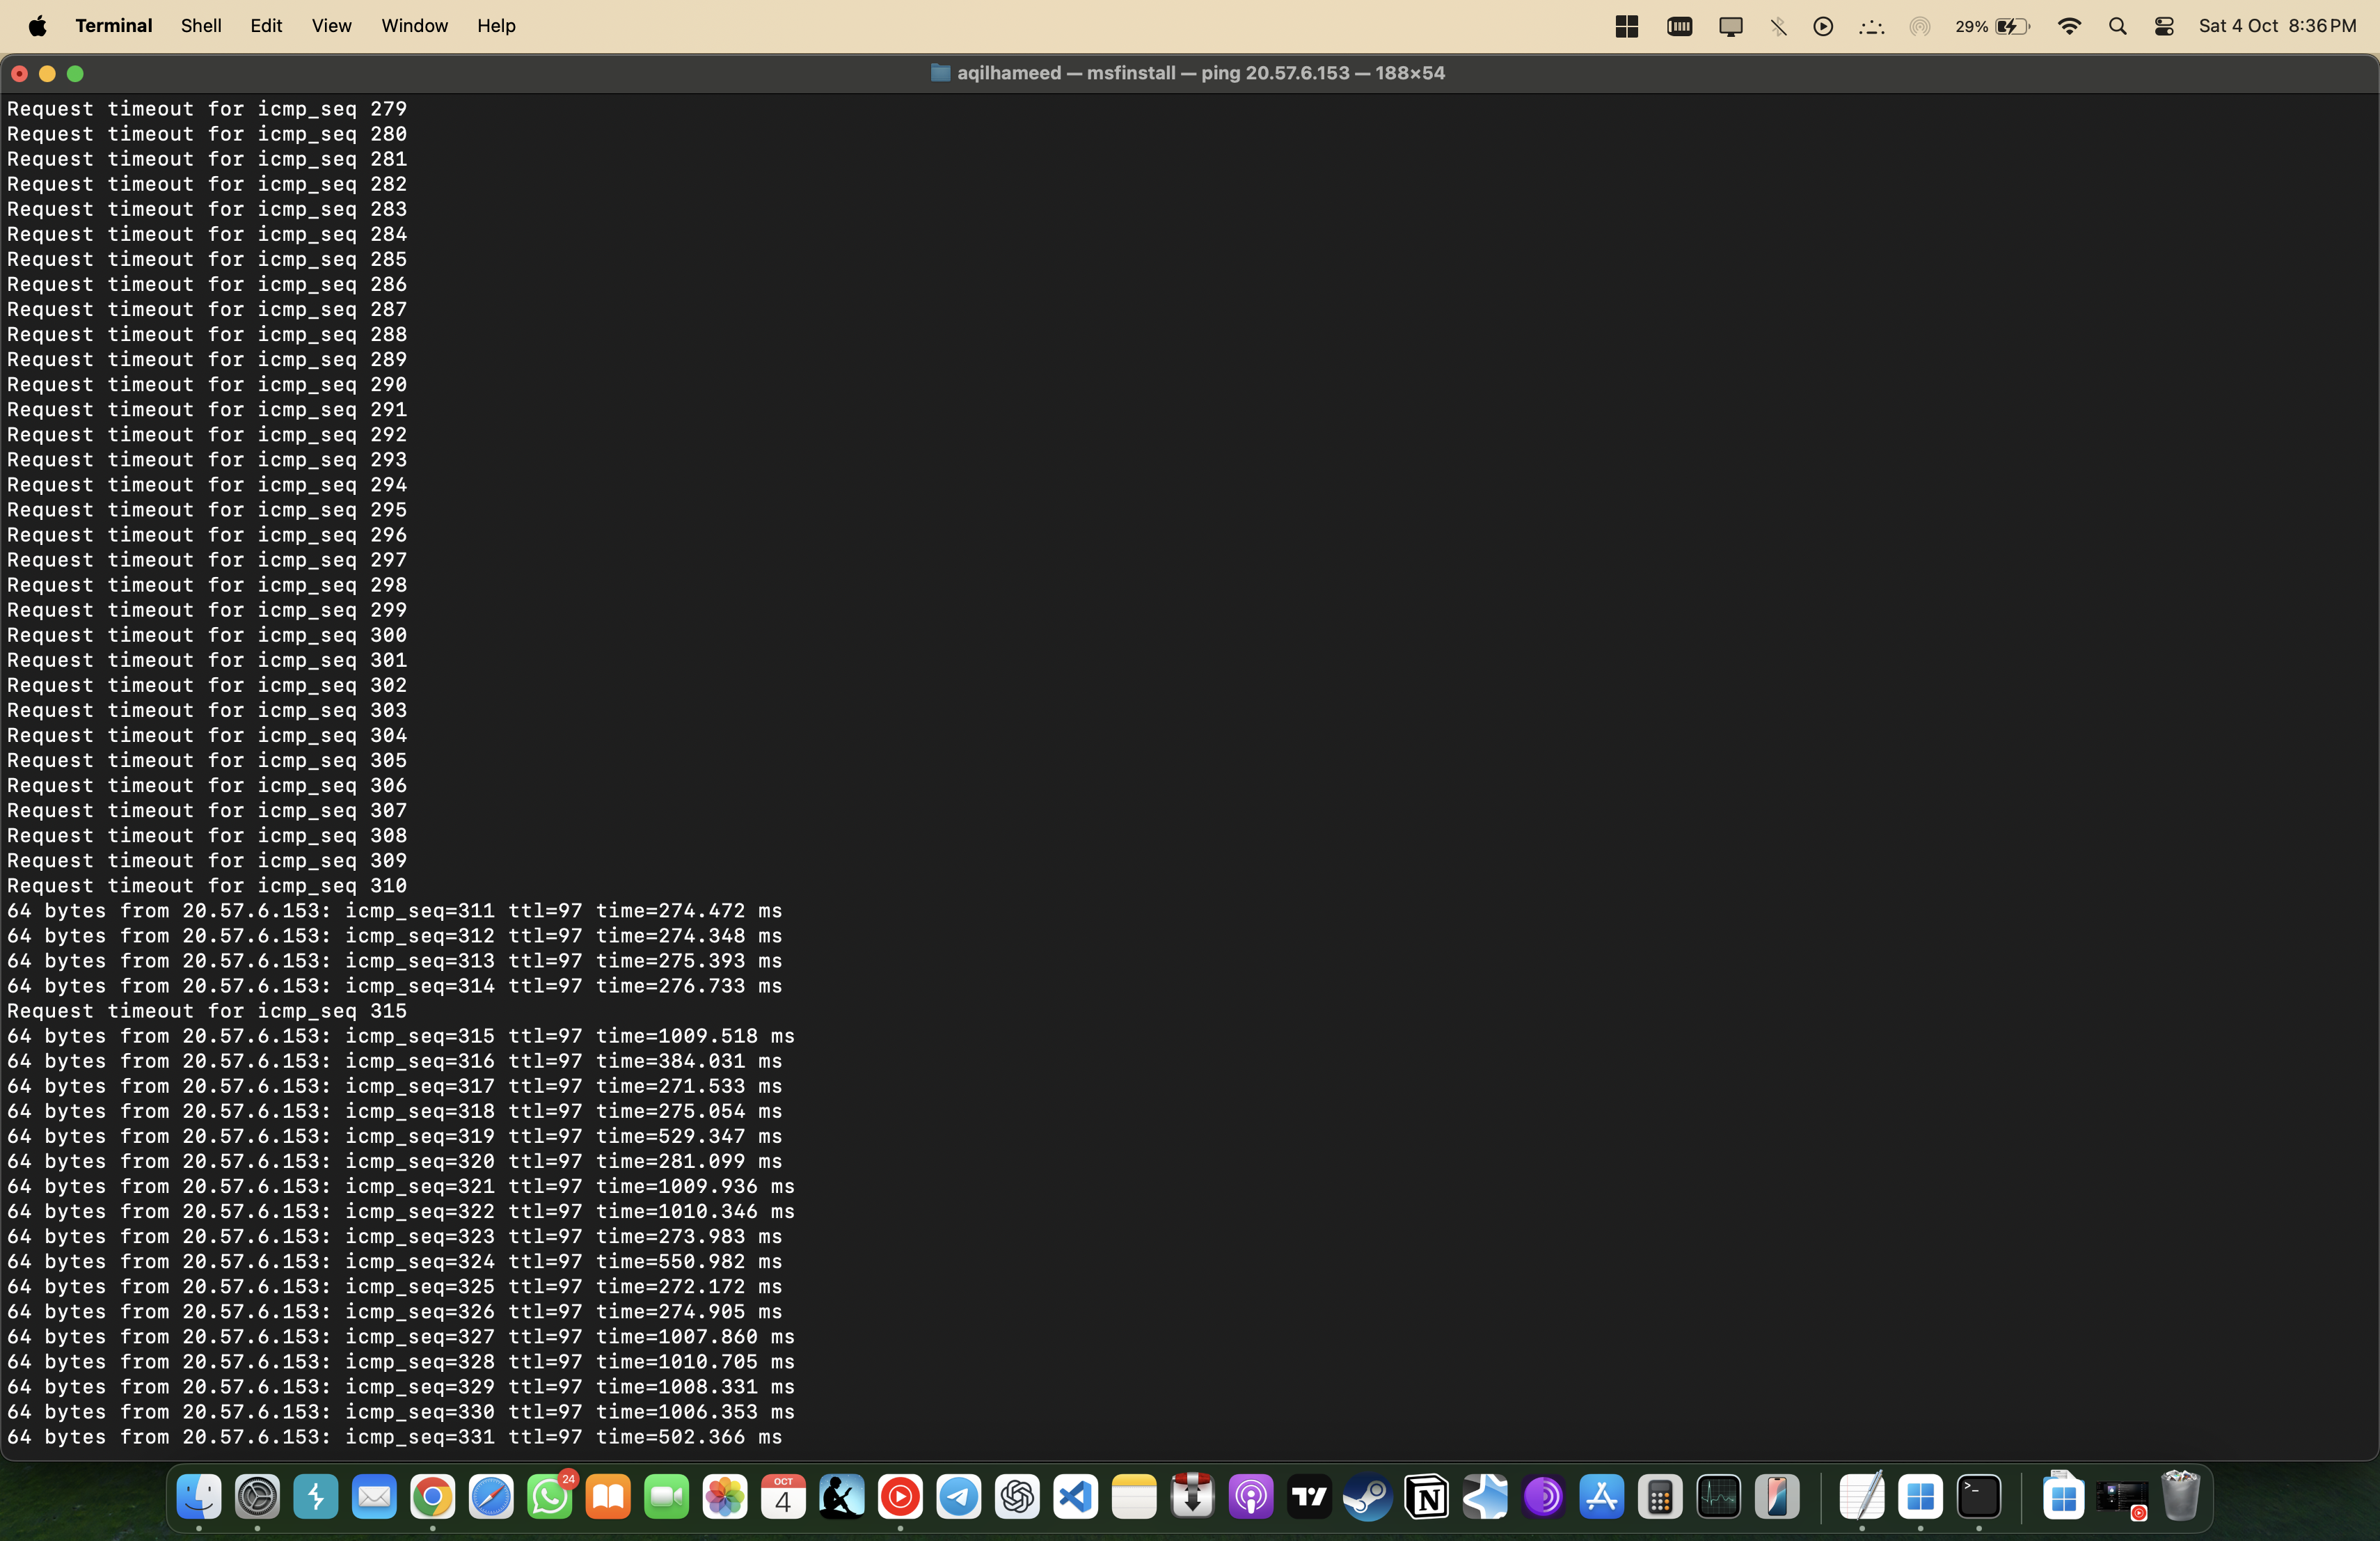 Terminal Shell Edit View Window Help 29% Sat 4 Oct 8:36 PM
aqilhameed — msfinstall — ping 20.57.6.153 — 188×54
Request timeout for icmp_seq 279
Request timeout for icmp_seq 280
Request timeout for icmp_seq 281
Request timeout for icmp_seq 282
Request timeout for icmp_seq 283
Request timeout for icmp_seq 284
Request timeout for icmp_seq 285
Request timeout for icmp_seq 286
Request timeout for icmp_seq 287
Request timeout for icmp_seq 288
Request timeout for icmp_seq 289
Request timeout for icmp_seq 290
Request timeout for icmp_seq 291
Request timeout for icmp_seq 292
Request timeout for icmp_seq 293
Request timeout for icmp_seq 294
Request timeout for icmp_seq 295
Request timeout for icmp_seq 296
Request timeout for icmp_seq 297
Request timeout for icmp_seq 298
Request timeout for icmp_seq 299
Request timeout for icmp_seq 300
Request timeout for icmp_seq 301
Request timeout for icmp_seq 302
Request timeout for icmp_seq 303
Request timeout for icmp_seq 304
Request timeout for icmp_seq 305
Request timeout for icmp_seq 306
Request timeout for icmp_seq 307
Request timeout for icmp_seq 308
Request timeout for icmp_seq 309
Request timeout for icmp_seq 310
64 bytes from 20.57.6.153: icmp_seq=311 ttl=97 time=274.472 ms
64 bytes from 20.57.6.153: icmp_seq=312 ttl=97 time=274.348 ms
64 bytes from 20.57.6.153: icmp_seq=313 ttl=97 time=275.393 ms
64 bytes from 20.57.6.153: icmp_seq=314 ttl=97 time=276.733 ms
Request timeout for icmp_seq 315
64 bytes from 20.57.6.153: icmp_seq=315 ttl=97 time=1009.518 ms
64 bytes from 20.57.6.153: icmp_seq=316 ttl=97 time=384.031 ms
64 bytes from 20.57.6.153: icmp_seq=317 ttl=97 time=271.533 ms
64 bytes from 20.57.6.153: icmp_seq=318 ttl=97 time=275.054 ms
64 bytes from 20.57.6.153: icmp_seq=319 ttl=97 time=529.347 ms
64 bytes from 20.57.6.153: icmp_seq=320 ttl=97 time=281.099 ms
64 bytes from 20.57.6.153: icmp_seq=321 ttl=97 time=1009.936 ms
64 bytes from 20.57.6.153: icmp_seq=322 ttl=97 time=1010.346 ms
64 bytes from 20.57.6.153: icmp_seq=323 ttl=97 time=273.983 ms
64 bytes from 20.57.6.153: icmp_seq=324 ttl=97 time=550.982 ms
64 bytes from 20.57.6.153: icmp_seq=325 ttl=97 time=272.172 ms
64 bytes from 20.57.6.153: icmp_seq=326 ttl=97 time=274.905 ms
64 bytes from 20.57.6.153: icmp_seq=327 ttl=97 time=1007.860 ms
64 bytes from 20.57.6.153: icmp_seq=328 ttl=97 time=1010.705 ms
64 bytes from 20.57.6.153: icmp_seq=329 ttl=97 time=1008.331 ms
64 bytes from 20.57.6.153: icmp_seq=330 ttl=97 time=1006.353 ms
64 bytes from 20.57.6.153: icmp_seq=331 ttl=97 time=502.366 ms
24
OCT
4